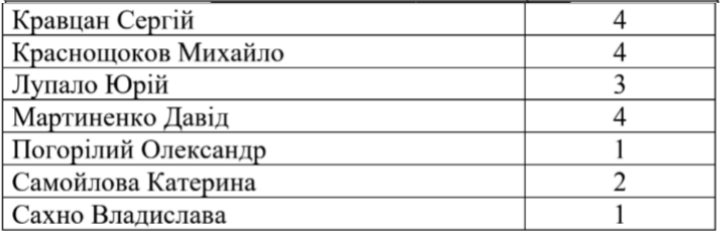 Кравцан Сергій 4
Краснощоков Михайло 4
Лупало Юрій 3
Мартиненко Давід 4
Погорілий Олександр 1
Самойлова Катерина 2
Сахно Владислава 1